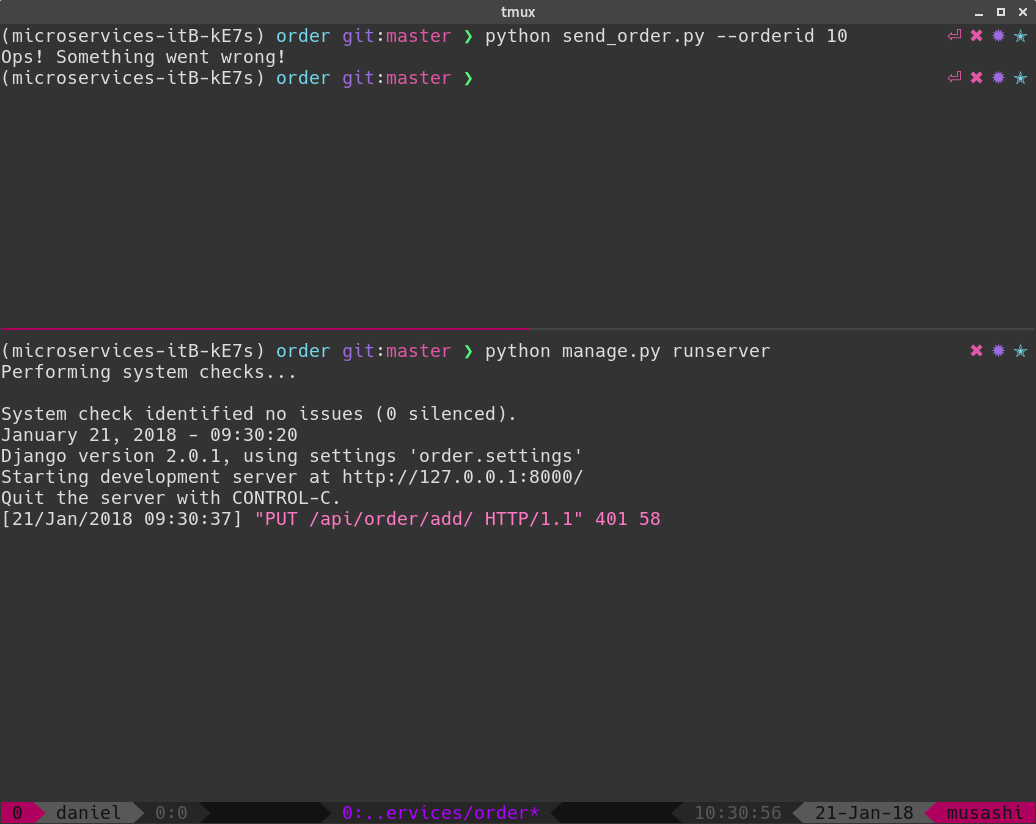 tmux
(microservices-itB-kE7s) order git:master ❯ python send_order.py --orderid 10 ⏎ ✖ ✹ ✭
Ops! Something went wrong!
(microservices-itB-kE7s) order git:master ❯ ⏎ ✖ ✹ ✭
(microservices-itB-kE7s) order git:master ❯ python manage.py runserver ✖ ✹ ✭
Performing system checks...
System check identified no issues (0 silenced).
January 21, 2018 - 09:30:20
Django version 2.0.1, using settings 'order.settings'
Starting development server at http://127.0.0.1:8000/
Quit the server with CONTROL-C.
[21/Jan/2018 09:30:37] "PUT /api/order/add/ HTTP/1.1" 401 58
0 daniel 0:0 0:..ervices/order* 10:30:56 21-Jan-18 musashi